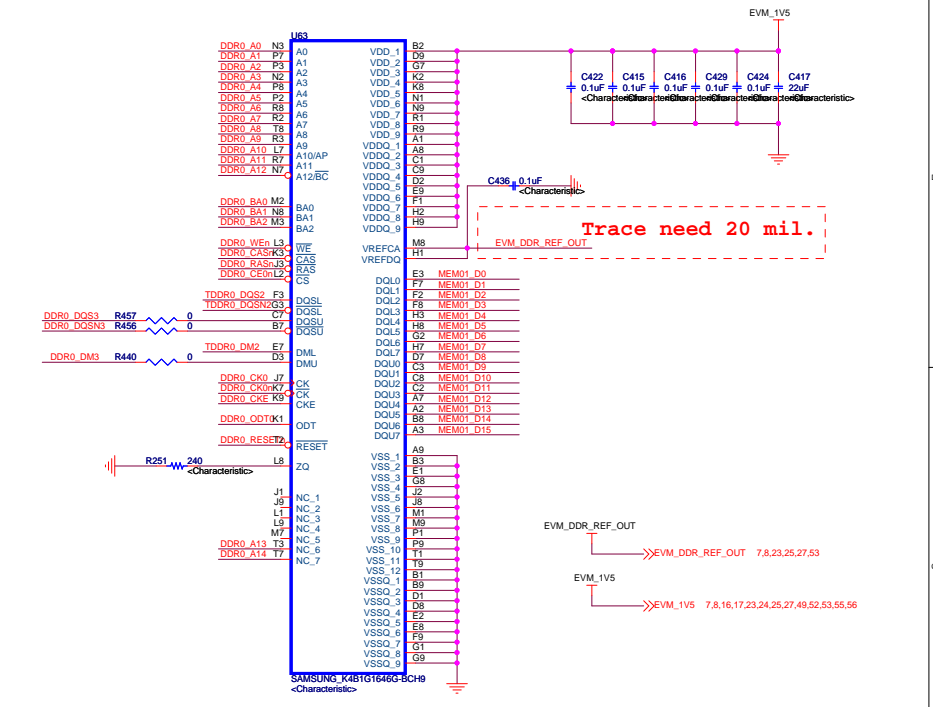 EVM_1V5
U63
DDR0_A0 N3 A0 VDD_1 B2
DDR0_A1 P7 A1 VDD_2 D9
DDR0_A2 P3 A2 VDD_3 G7
DDR0_A3 N2 A3 VDD_4 K2
DDR0_A4 P8 A4 VDD_5 K8
DDR0_A5 P2 A5 VDD_6 N1
DDR0_A6 R8 A6 VDD_7 N9
DDR0_A7 R2 A7 VDD_8 R1
DDR0_A8 T8 A8 VDD_9 R9
DDR0_A9 R3 A9 VDDQ_1 A1
DDR0_A10 L7 A10/AP VDDQ_2 A8
DDR0_A11 R7 A11 VDDQ_3 C1
DDR0_A12 N7 A12/BC VDDQ_4 C9
VDDQ_5 D2
VDDQ_6 E9
DDR0_BA0 M2 BA0 VDDQ_7 F1
DDR0_BA1 N8 BA1 VDDQ_8 H2
DDR0_BA2 M3 BA2 VDDQ_9 H9
C422 C415 C416 C429 C424 C417
0.1uF 0.1uF 0.1uF 0.1uF 0.1uF 22uF
<Characteristic>
C436 0.1uF
<Characteristic>
Trace need 20 mil.
DDR0_WEn L3 WE VREFCA M8 EVM_DDR_REF_OUT
DDR0_CASn K3 CAS VREFDQ H1
DDR0_RASn J3 RAS
DDR0_CE0n L2 CS
DQL0 E3 MEM01_D0
DQL1 F7 MEM01_D1
TDDR0_DQS2 F3 DQSL DQL2 F2 MEM01_D2
TDDR0_DQSN2 G3 DQSL DQL3 F8 MEM01_D3
DDR0_DQS3 R457 0 C7 DQSU DQL4 H3 MEM01_D4
DDR0_DQSN3 R456 0 B7 DQSU DQL5 H8 MEM01_D5
DQL6 G2 MEM01_D6
TDDR0_DM2 E7 DML DQL7 H7 MEM01_D7
DDR0_DM3 R440 0 D3 DMU DQU0 D7 MEM01_D8
DQU1 C3 MEM01_D9
DDR0_CK0 J7 CK DQU2 C8 MEM01_D10
DDR0_CK0n K7 CK DQU3 C2 MEM01_D11
DDR0_CKE K9 CKE DQU4 A7 MEM01_D12
DQU5 A2 MEM01_D13
DDR0_ODT0 K1 ODT DQU6 B8 MEM01_D14
DQU7 A3 MEM01_D15
T2 RESET
VSS_1 A9
R251 240 L8 ZQ VSS_2 B3
<Characteristic>
VSS_3 E1
VSS_4 G8
J1 NC_1 VSS_5 J2
J9 NC_2 VSS_6 J8
L1 NC_3 VSS_7 M1
L9 NC_4 VSS_8 M9
M7 NC_5 VSS_9 P1
DDR0_A13 T3 NC_6 VSS_10 P9
DDR0_A14 T7 NC_7 VSS_11 T1
VSS_12 T9
VSSQ_1 B1
VSSQ_2 B9
VSSQ_3 D1
VSSQ_4 D8
VSSQ_5 E2
VSSQ_6 E8
VSSQ_7 F9
VSSQ_8 G1
VSSQ_9 G9
EVM_DDR_REF_OUT
EVM_DDR_REF_OUT 7,8,23,25,27,53
EVM_1V5
EVM_1V5 7,8,16,17,23,24,25,27,49,52,53,55,56
SAMSUNG_K4B1G1646G-BCH9
<Characteristic>